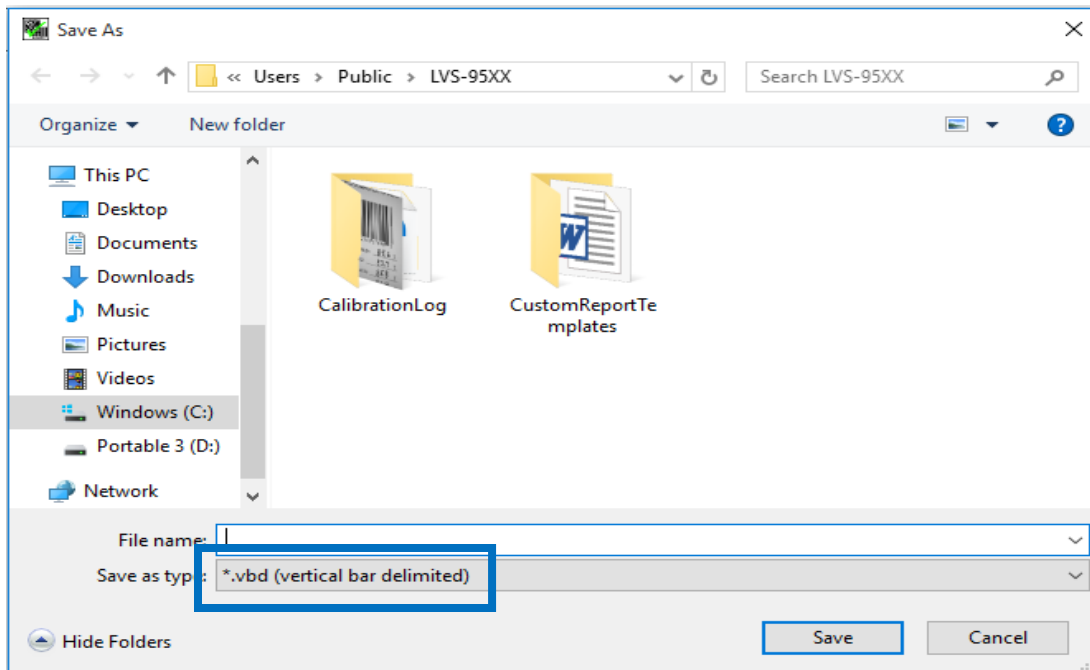 Save As
« Users > Public > LVS-95XX
Search LVS-95XX
Organize
New folder
This PC
Desktop
Documents
Downloads
Music
Pictures
Videos
Windows (C:)
Portable 3 (D:)
Network
CalibrationLog
CustomReportTe
mplates
W
File name:
Save as type:
*.vbd (vertical bar delimited)
Hide Folders
Save
Cancel